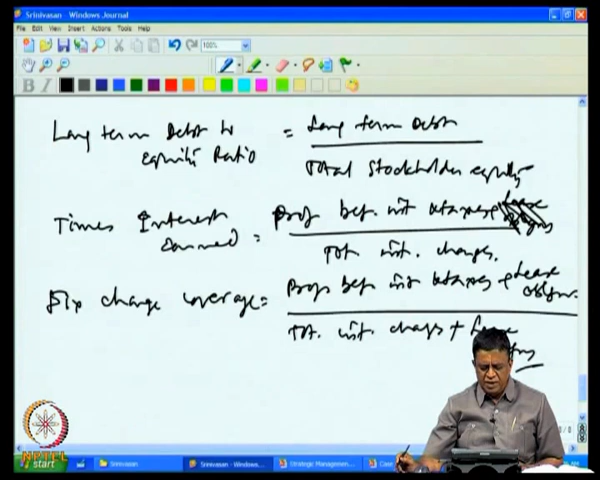 Srinivasan - Windows Journal
File Edit View Insert Actions Tools Help
100%
B I
Long term Debt to = Long term Debt
equity Ratio
Total Stockholder equity
Times Interest = Prof bef. int & taxes
Earned
Tot int. charges.
Fix charge coverage = Prof bef int & taxes + Lease
Tot. int charges + Lease
NPTEL
start Srinivasan Srinivasan - Windows... Strategic Managemen...